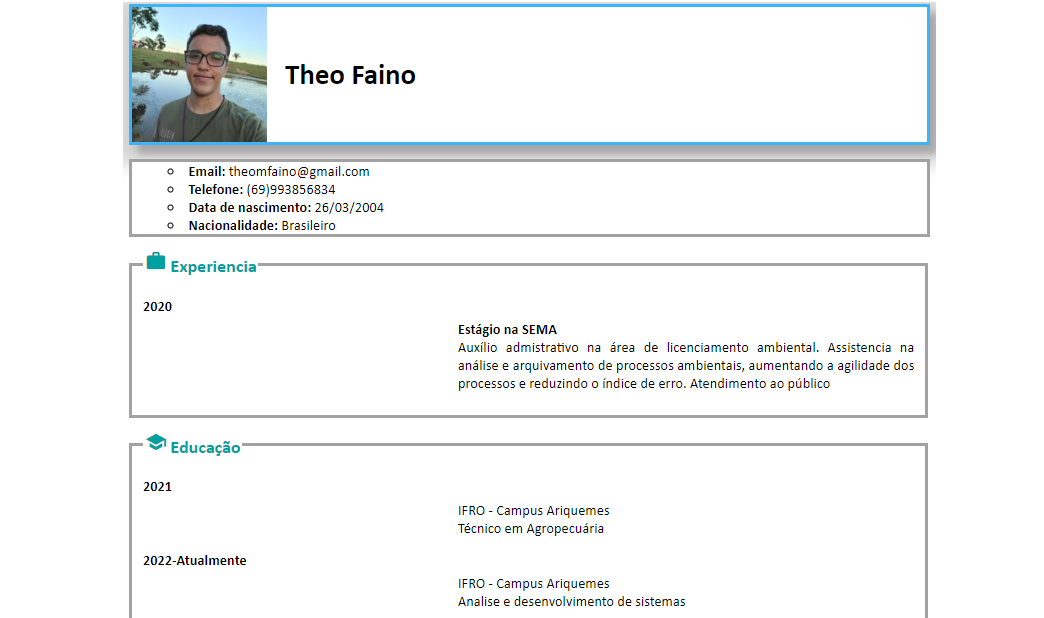 Theo Faino
Email: theomfaino@gmail.com
Telefone: (69)993856834
Data de nascimento: 26/03/2004
Nacionalidade: Brasileiro
Experiencia
2020
Estágio na SEMA
Auxílio admistrativo na área de licenciamento ambiental. Assistencia na
análise e arquivamento de processos ambientais, aumentando a agilidade dos
processos e reduzindo o índice de erro. Atendimento ao público
Educação
2021
IFRO - Campus Ariquemes
Técnico em Agropecuária
2022-Atualmente
IFRO - Campus Ariquemes
Analise e desenvolvimento de sistemas